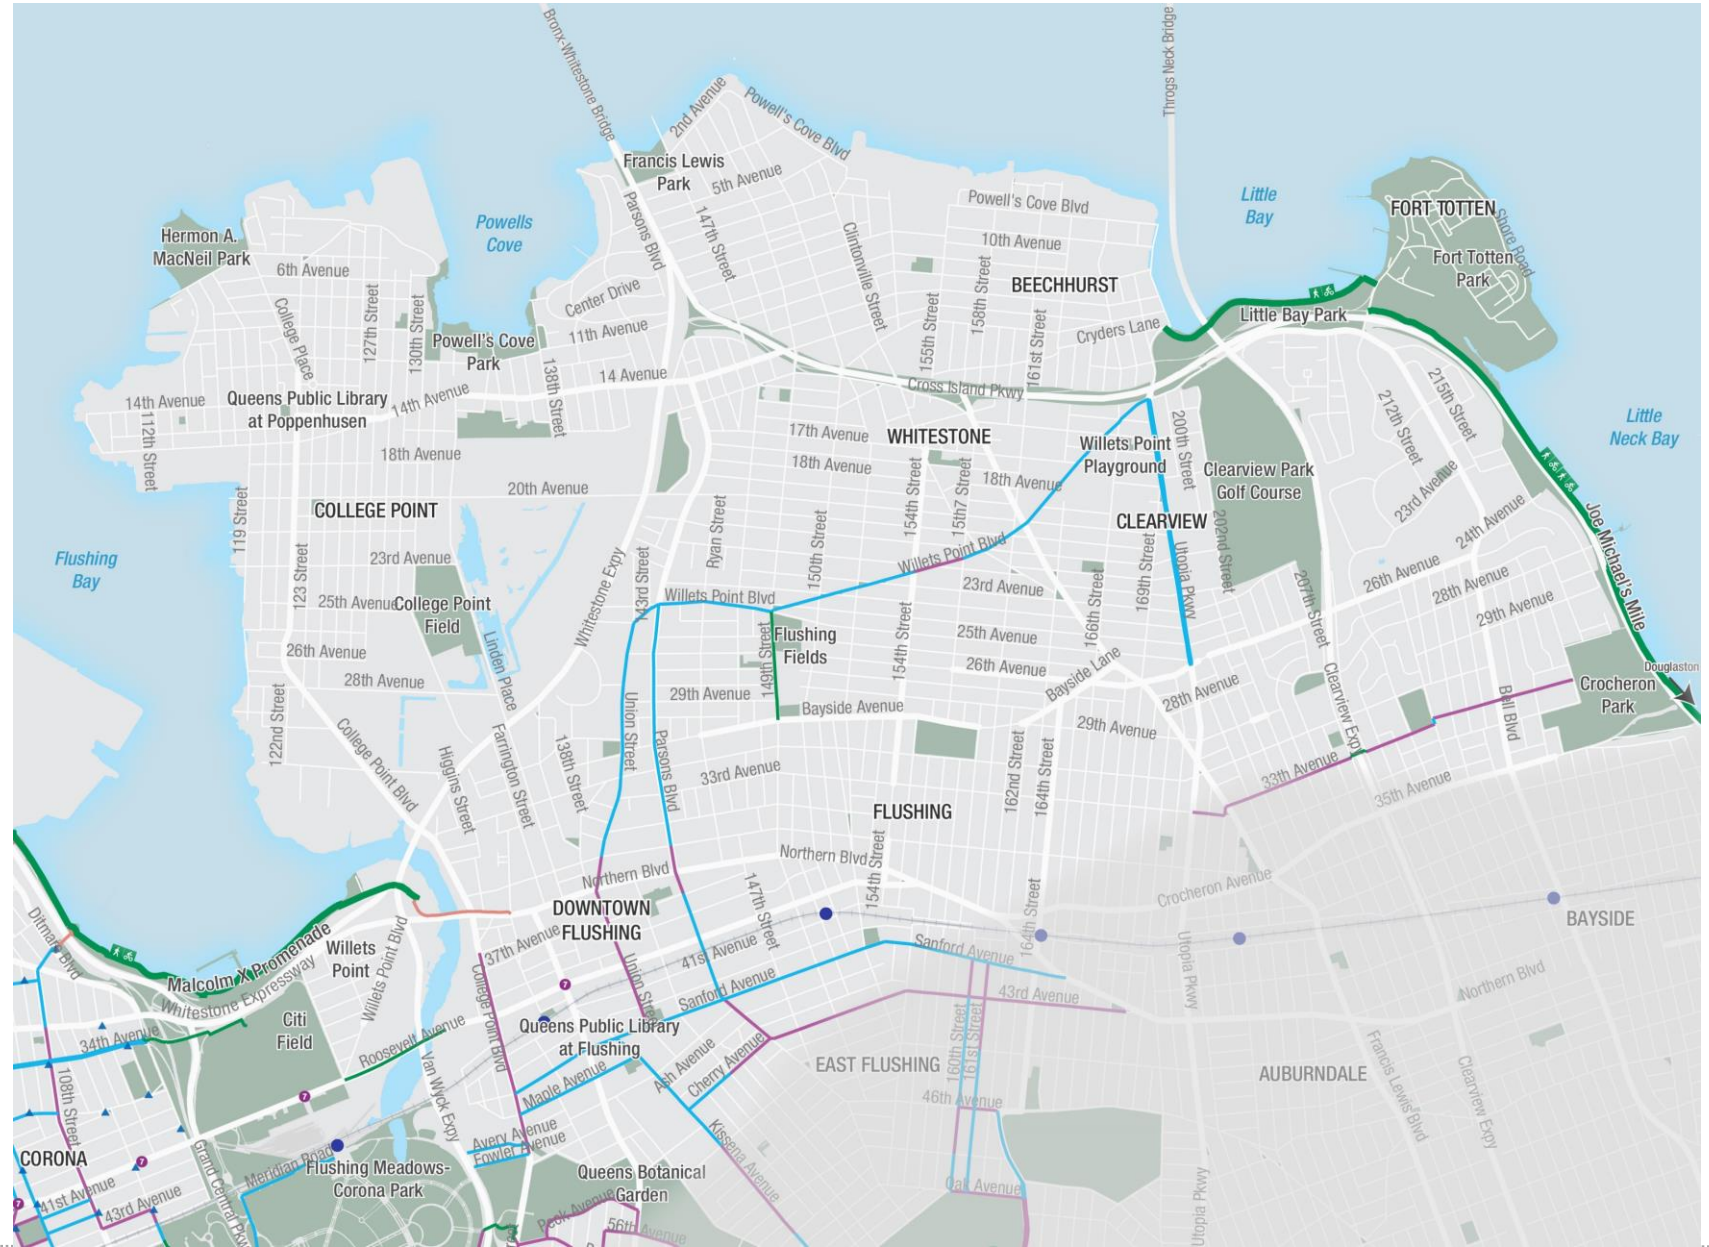 Bronx-Whitestone Bridge
Throgs Neck Bridge
2nd Avenue
Powell's Cove Blvd
Francis Lewis
Park
5th Avenue
Parsons Blvd
147th Street
Powell's Cove Blvd
10th Avenue
Clintonville Street
BEECHHURST
155th Street
158th Street
161st Street
Cryders Lane
Little
Bay
FORT TOTTEN
Shore Road
Fort Totten
Park
Little Bay Park
Hermon A.
MacNeil Park
Powells
Cove
6th Avenue
College Place
127th Street
130th Street
Center Drive
11th Avenue
Powell's Cove
Park
138th Street
14 Avenue
14th Avenue
Queens Public Library
at Poppenhusen
14th Avenue
112th Street
18th Avenue
20th Avenue
COLLEGE POINT
119 Street
Cross Island Pkwy
17th Avenue
18th Avenue
WHITESTONE
154th Street
15th7 Street
18th Avenue
Willets Point
Playground
200th Street
Clearview Park
Golf Course
CLEARVIEW
202nd Street
212th Street
215th Street
23rd Avenue
24th Avenue
Little
Neck Bay
Joe Michael's Mile
Flushing
Bay
23rd Avenue
123 Street
25th Avenue
College Point
Field
26th Avenue
28th Avenue
Linden Place
122nd Street
College Point Blvd
Whitestone Expy
143rd Street
Ryan Street
150th Street
Willets Point Blvd
Willets Point Blvd
23rd Avenue
166th Street
169th Street
Utopia Pkwy
207th Street
26th Avenue
28th Avenue
29th Avenue
Flushing
Fields
149th Street
154th Street
25th Avenue
26th Avenue
Bayside Lane
28th Avenue
29th Avenue
Clearview Expy
Bell Blvd
Crocheron
Park
Douglaston
29th Avenue
Bayside Avenue
Union Street
Parsons Blvd
33rd Avenue
Higgins Street
Farrington Street
138th Street
FLUSHING
162nd Street
164th Street
33th Avenue
35th Avenue
Northern Blvd
Northern Blvd
154th Street
147th Street
Crocheron Avenue
164th Street
BAYSIDE
DOWNTOWN
FLUSHING
37th Avenue
41st Avenue
Sanford Avenue
Sanford Avenue
Union Street
College Point Blvd
7
43rd Avenue
Utopia Pkwy
Northern Blvd
Ditmars Blvd
Malcolm X Promenade
Whitestone Expressway
Willets
Point
Willets Point Blvd
Citi
Field
34th Avenue
Roosevelt Avenue
Van Wyck Expy
Queens Public Library
at Flushing
Maple Avenue
Ash Avenue
Cherry Avenue
EAST FLUSHING
160th Street
161st Street
46th Avenue
AUBURNDALE
Francis Lewis Blvd
Clearview Expy
108th Street
7
7
7
CORONA
41st Avenue
43rd Avenue
Grand Central Pkwy
Meridian Road
Flushing Meadows-
Corona Park
Avery Avenue
Fowler Avenue
Kissena Avenue
Queens Botanical
Garden
Peck Avenue
56th Avenue
Oak Avenue
Utopia Pkwy